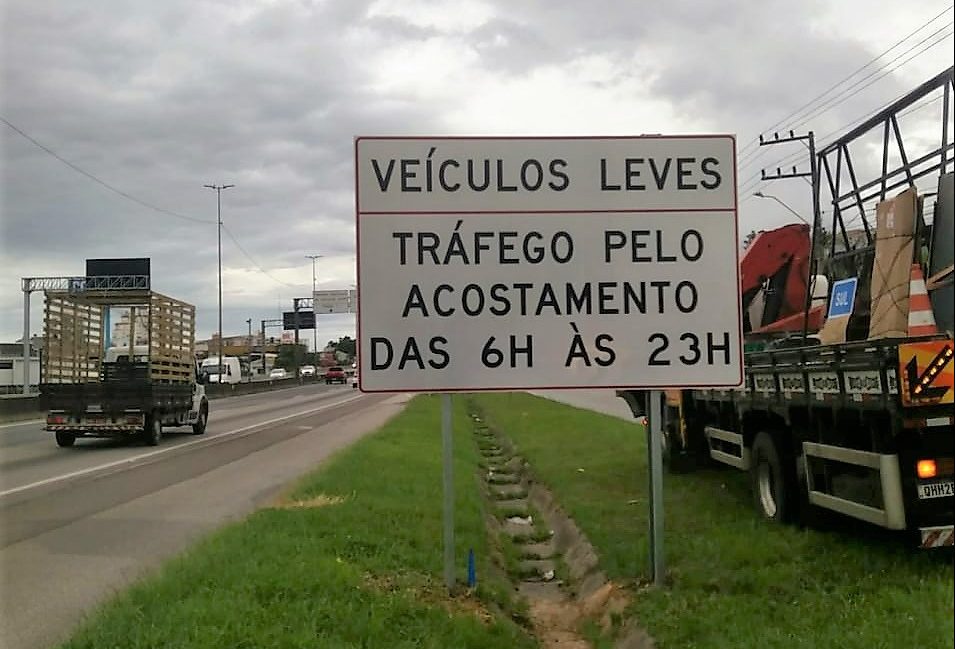 VEÍCULOS LEVES
TRÁFEGO PELO
ACOSTAMENTO
DAS 6H ÀS 23H
SUL